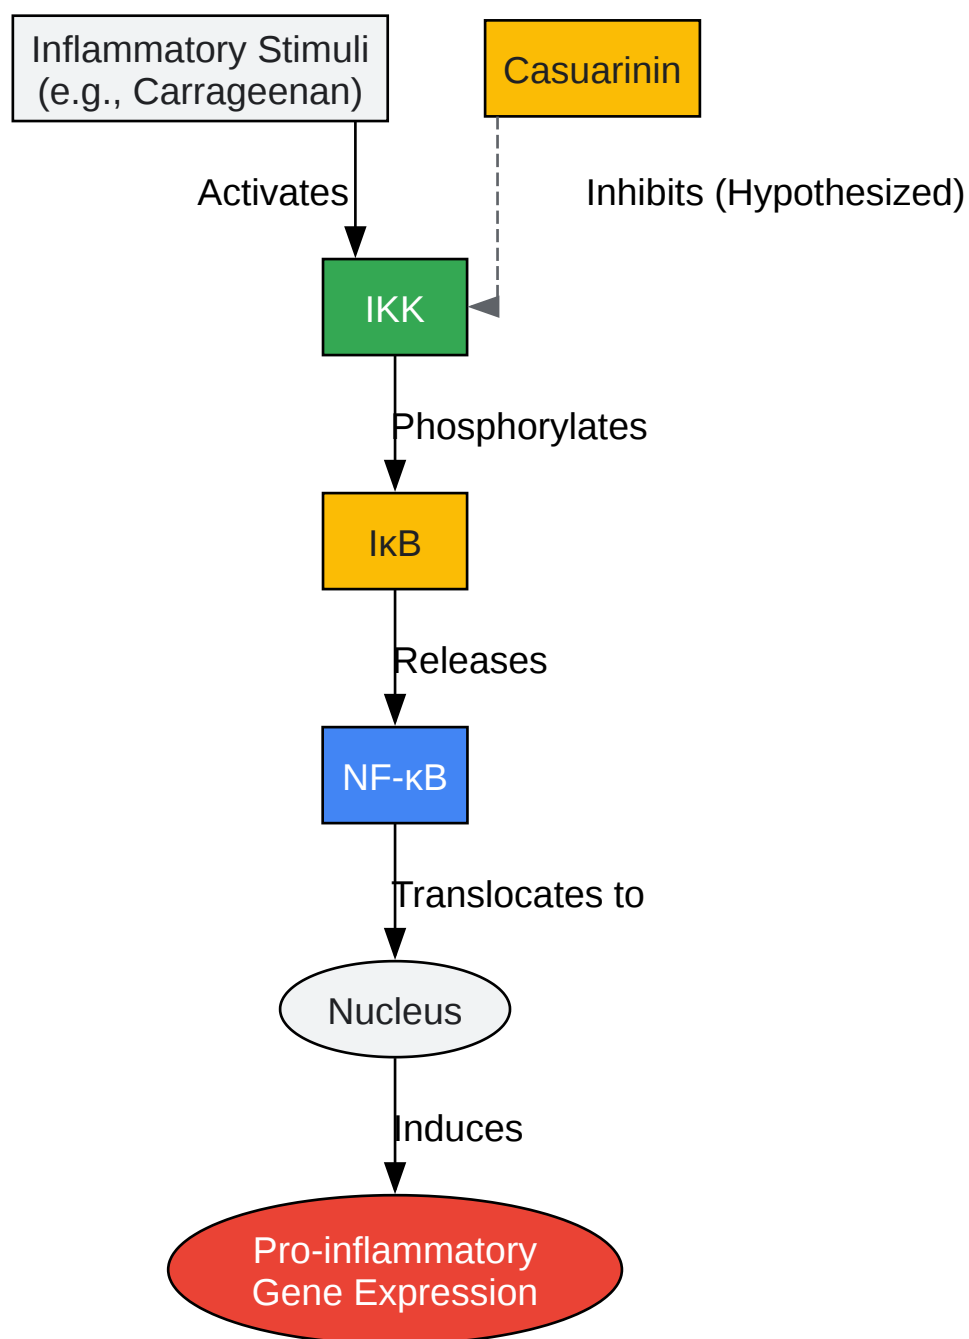 Inflammatory Stimuli
(e.g., Carrageenan)
Casuarinin
Activates
Inhibits (Hypothesized)
IKK
Phosphorylates
IκB
Releases
NF-κB
Translocates to
Nucleus
Induces
Pro-inflammatory
Gene Expression